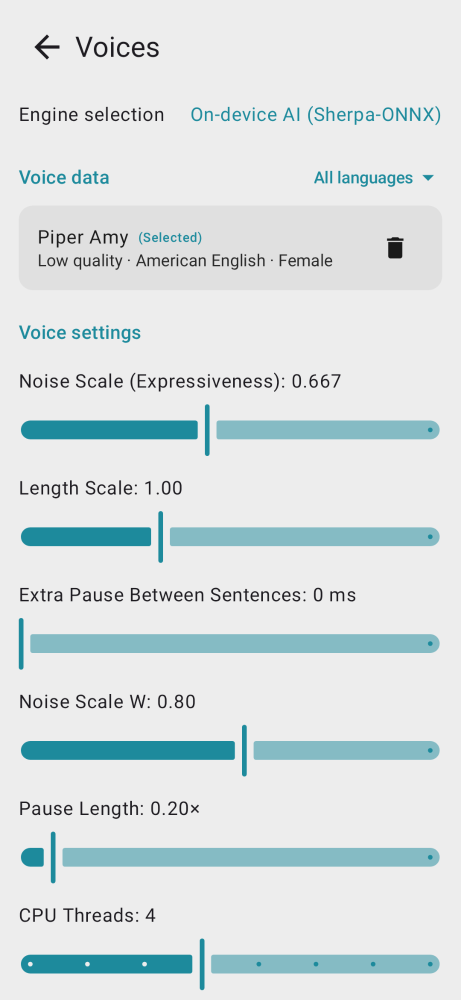 Voices
Engine selection On-device AI (Sherpa-ONNX)
Voice data All languages
Piper Amy (Selected)
Low quality · American English · Female
Voice settings
Noise Scale (Expressiveness): 0.667
Length Scale: 1.00
Extra Pause Between Sentences: 0 ms
Noise Scale W: 0.80
Pause Length: 0.20×
CPU Threads: 4